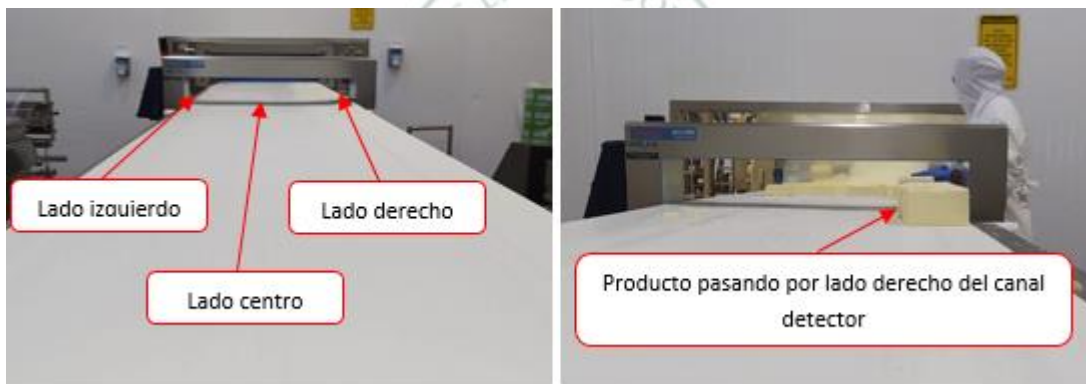 Lado izquierdo
Lado derecho
Lado centro
Producto pasando por lado derecho del canal
detector